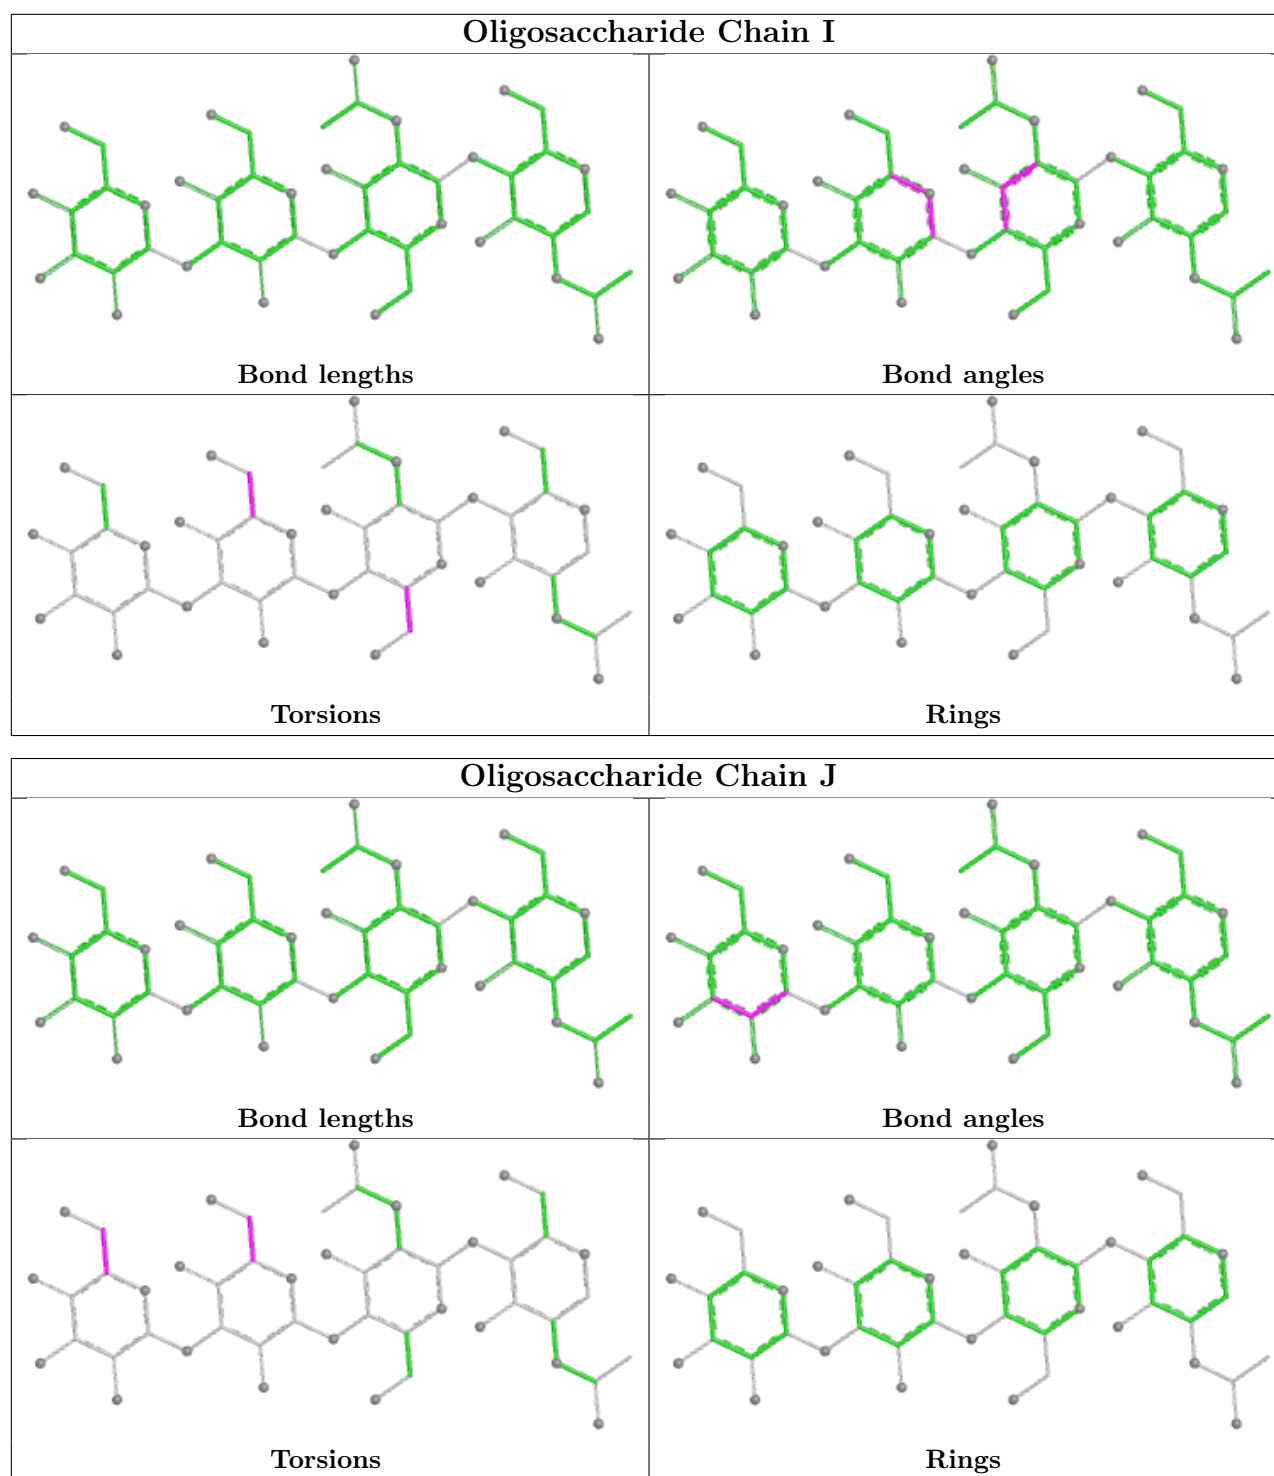 Oligosaccharide Chain I
Bond lengths
Bond angles
Torsions
Rings
Oligosaccharide Chain J
Bond lengths
Bond angles
Torsions
Rings